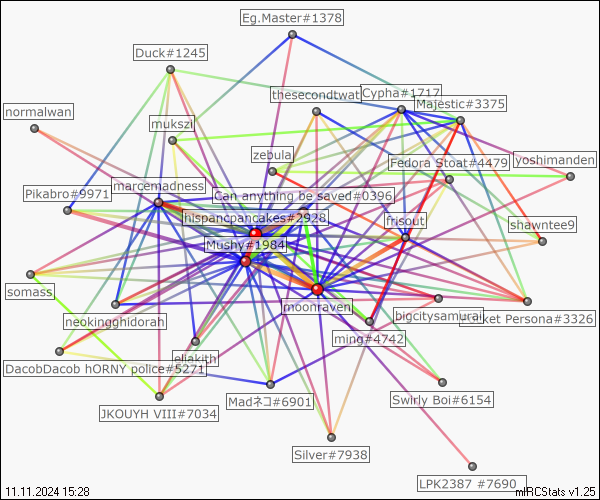 Eg.Master#1378
Duck#1245
thesecondtwat
Cypha#1717
Majestic#3375
normalwan
mukszi
zebula
Fedora Stoat#4479
yoshimanden
Pikabro#9971
marcemadness
Can anything be saved#0396
hispancpancakes#2928
frisout
shawntee9
Mushy#1984
somass
moonraven
neokingghidorah
bigcitysamurai
Persona#3326
ming#4742
eliakith
DacobDacob hORNY police#5271
JKOUYH VIII#7034
Madネコ#6901
Swirly Boi#6154
Silver#7938
LPK2387 #7690
11.11.2024 15:28
mIRCStats v1.25